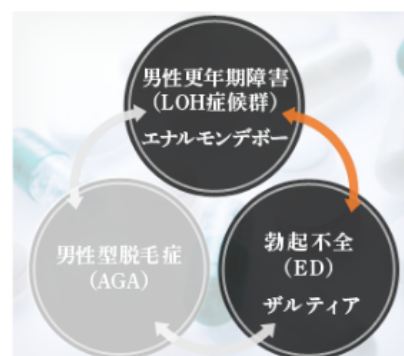 男性更年期障害
(LOH症候群)
エナルモンデポー
男性型脱毛症
(AGA)
勃起不全
(ED)
ザルティア